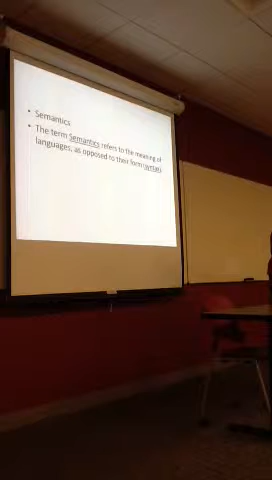 • Semantics
• The term Semantics refers to the meaning of
languages, as opposed to their form (syntax)